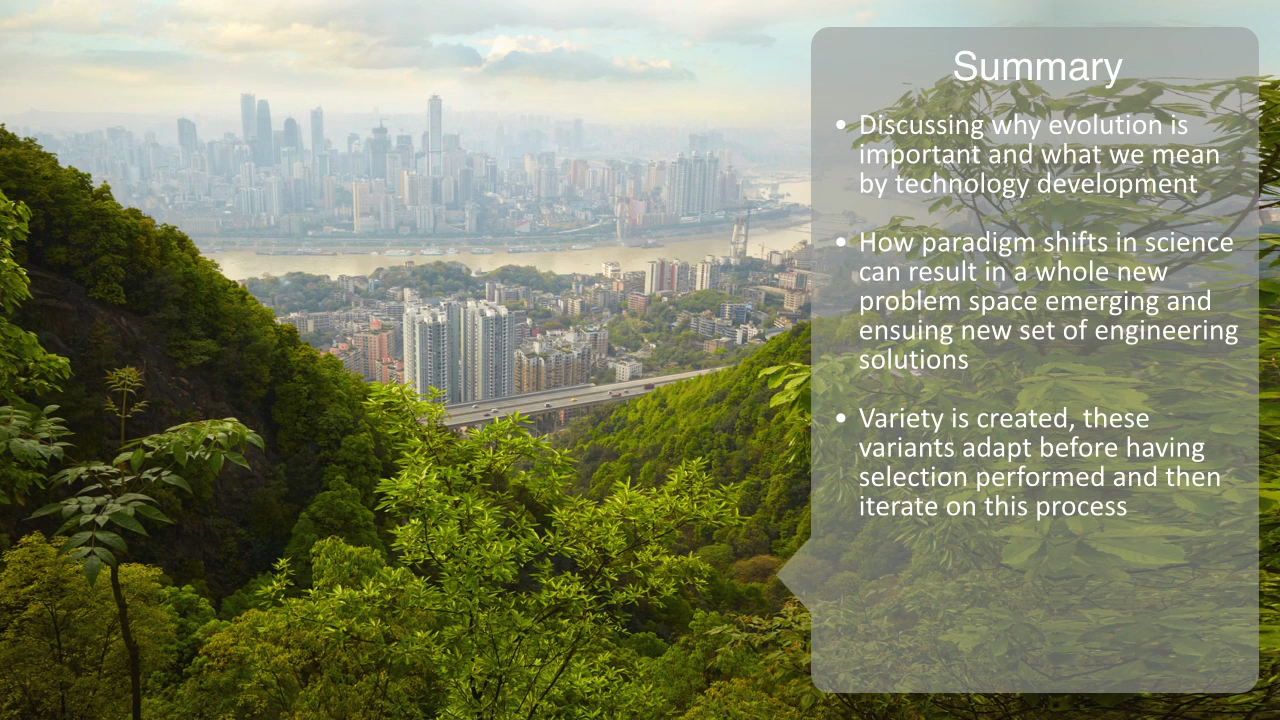 Summary
• Discussing why evolution is
important and what we mean
by technology development
• How paradigm shifts in science
can result in a whole new
problem space emerging and
ensuing new set of engineering
solutions
• Variety is created, these
variants adapt before having
selection performed and then
iterate on this process